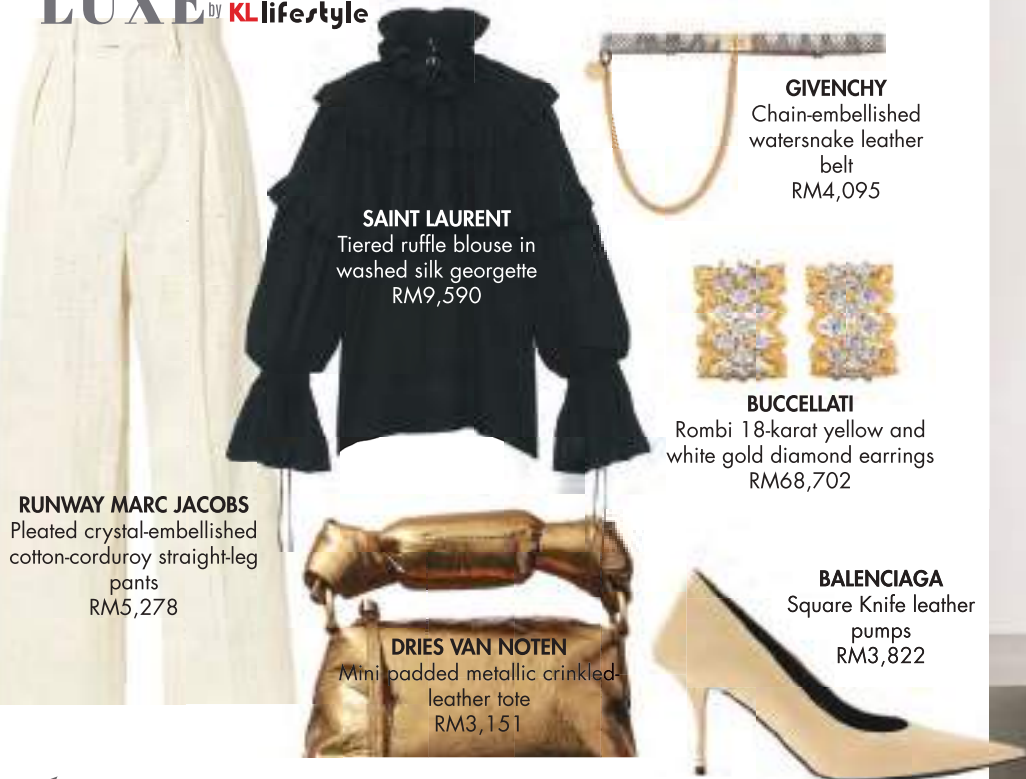 LUXE by KLlifestyle
GIVENCHY
Chain-embellished
watersnake leather
belt
RM4,095
SAINT LAURENT
Tiered ruffle blouse in
washed silk georgette
RM9,590
BUCCELLATI
Rombi 18-karat yellow and
white gold diamond earrings
RM68,702
RUNWAY MARC JACOBS
Pleated crystal-embellished
cotton-corduroy straight-leg
pants
RM5,278
DRIES VAN NOTEN
Mini padded metallic crinkled-
leather tote
RM3,151
BALENCIAGA
Square Knife leather
pumps
RM3,822